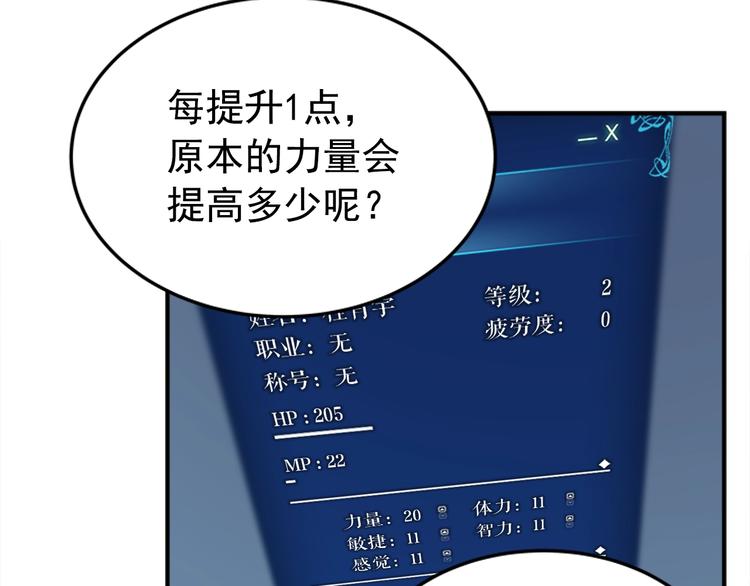 每提升1点，
原本的力量会
提高多少呢？
_ X
等级： 2
疲劳度： 0
职业：无
称号：无
HP : 205
MP : 22
力量：20 体力：11
敏捷：11 智力：11
感觉：11